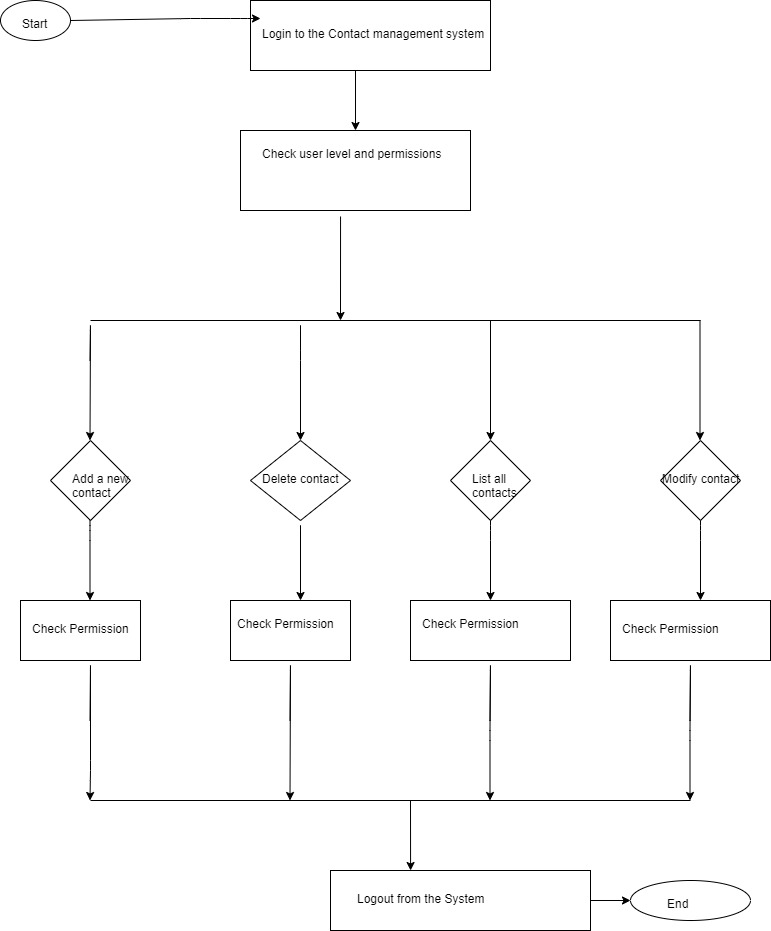 Start
Login to the Contact management system
Check user level and permissions
Add a new
contact
Delete contact
List all
contacts
Modify contact
Check Permission
Check Permission
Check Permission
Check Permission
Logout from the System
End